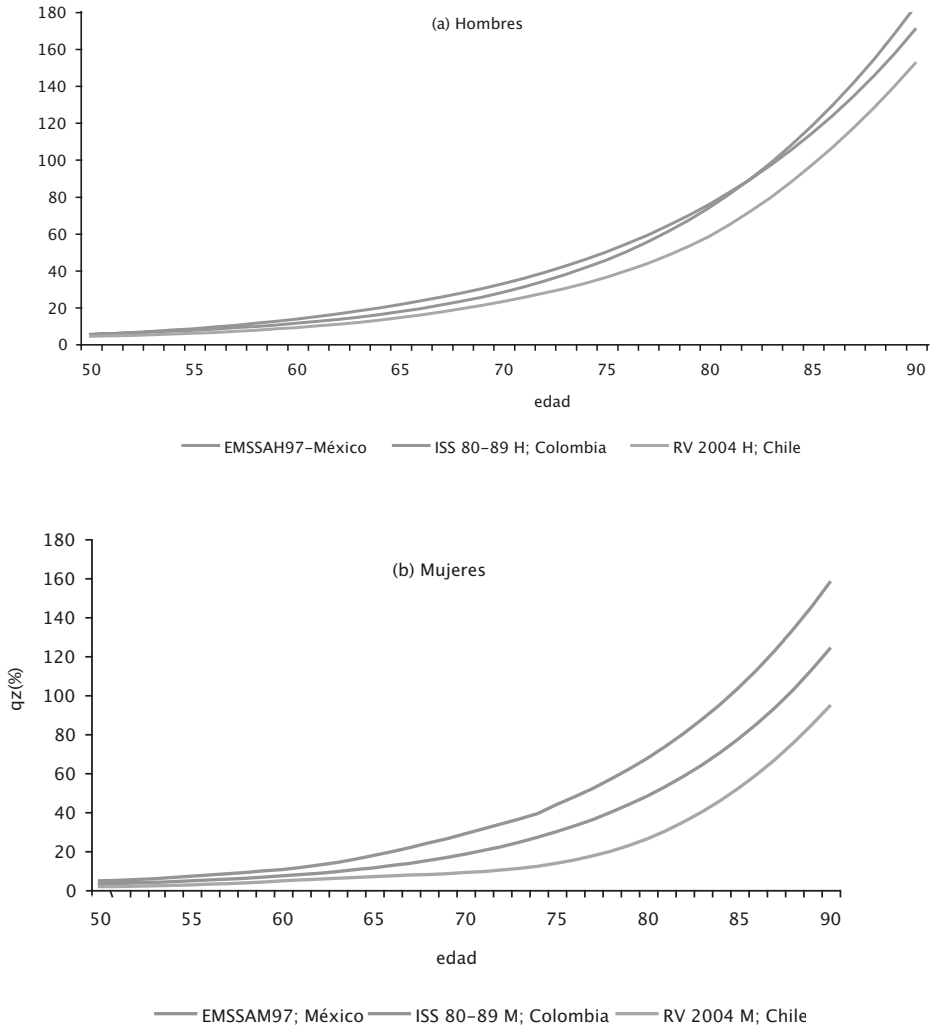 (a) Hombres
180
160
140
120
100
80
60
40
20
0
50 55 60 65 70 75 80 85 90
edad
EMSSAH97–México ISS 80–89 H; Colombia RV 2004 H; Chile
(b) Mujeres
qz(%)
180
160
140
120
100
80
60
40
20
0
50 55 60 65 70 75 80 85 90
edad
EMSSAM97; México ISS 80–89 M; Colombia RV 2004 M; Chile